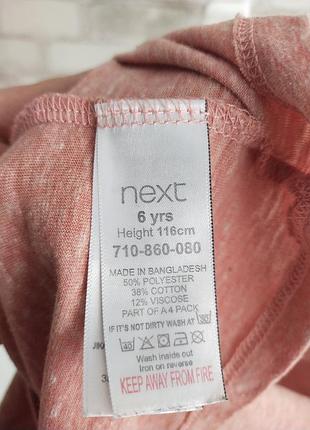 next
6 yrs
Height 116cm
710-860-080
MADE IN BANGLADESH
50% POLYESTER
38% COTTON
12% VISCOSE
PART OF A 4 PACK
IF IT'S NOT DIRTY WASH AT
Wash inside out
Iron on reverse
KEEP AWAY FROM FIRE